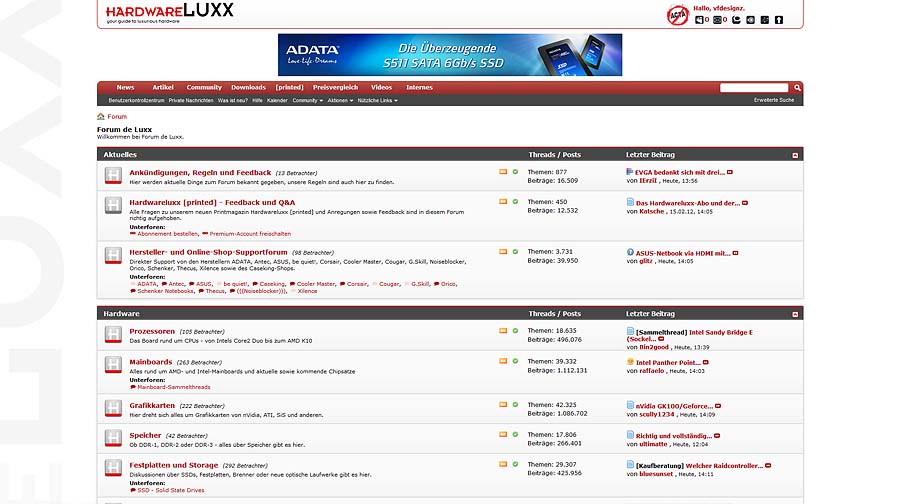 HARDWARELUXX
your guide to luxurious hardware
ACTA
Hallo, vfdesignz.
0 0
ADATA
Love·Life·Dreams
Die Überzeugende
S511 SATA 6Gb/s SSD
News Artikel Community Downloads [printed] Preisvergleich Videos Internes
Benutzerkontrollzentrum Private Nachrichten Was ist neu? Hilfe Kalender Community Aktionen Nützliche Links Erweiterte Suche
Forum
Forum de Luxx
Willkommen bei Forum de Luxx.
Aktuelles Threads / Posts Letzter Beitrag
Ankündigungen, Regeln und Feedback (13 Betrachter)
Hier werden aktuelle Dinge zum Forum bekannt gegeben, unsere Regeln sind auch hier zu finden.
Themen: 877
Beiträge: 16.509
EVGA bedankt sich mit drei...
von IErzII , Heute, 13:56
Hardwareluxx [printed] - Feedback und Q&A
Alle Fragen zu unserem neuen Printmagazin Hardwareluxx [printed] und Anregungen sowie Feedback sind in diesem Forum
richtig aufgehoben.
Unterforen:
Abonnement bestellen, Premium-Account freischalten
Themen: 450
Beiträge: 12.532
Das Hardwareluxx-Abo und der...
von Katsche , 15.02.12, 14:05
Hersteller- und Online-Shop-Supportforum (98 Betrachter)
Direkter Support von den Herstellern ADATA, Antec, ASUS, be quiet!, Corsair, Cooler Master, Cougar, G.Skill, Noiseblocker,
Orico, Schenker, Thecus, Xilence sowie des Caseking-Shops.
Unterforen:
ADATA, Antec, ASUS, be quiet!, Caseking, Cooler Master, Corsair, Cougar, G.Skill, Orico,
Schenker Notebooks, Thecus, (((Noiseblocker))), Xilence
Themen: 3.731
Beiträge: 39.950
ASUS-Netbook via HDMI mit...
von glitz , Heute, 14:05
Hardware Threads / Posts Letzter Beitrag
Prozessoren (105 Betrachter)
Das Board rund um CPUs - von Intels Core2 Duo bis zum AMD K10
Themen: 18.635
Beiträge: 496.076
[Sammelthread] Intel Sandy Bridge E
(Sockel...
von Bin2good , Heute, 13:39
Mainboards (263 Betrachter)
Alles rund um AMD- und Intel-Mainboards und aktuelle sowie kommende Chipsätze
Unterforen:
Mainboard-Sammelthreads
Themen: 39.332
Beiträge: 1.112.131
Intel Panther Point...
von raffaelo , Heute, 14:03
Grafikkarten (222 Betrachter)
Hier dreht sich alles um Grafikkarten von nVidia, ATI, SiS und anderen.
Themen: 42.325
Beiträge: 1.086.702
nVidia GK100/Geforce...
von scully1234 , Heute, 14:09
Speicher (42 Betrachter)
Ob DDR-1, DDR-2 oder DDR-3 - alles über Speicher gibt es hier.
Themen: 17.806
Beiträge: 266.401
Richtig und vollständig...
von ultimatte , Heute, 12:04
Festplatten und Storage (292 Betrachter)
Diskussionen über SSDs, Festplatten, Brenner oder neue optische Laufwerke gibt es hier.
Unterforen:
SSD - Solid State Drives
Themen: 29.307
Beiträge: 425.956
[Kaufberatung] Welcher Raidcontroller...
von bluesunset , Heute, 14:11